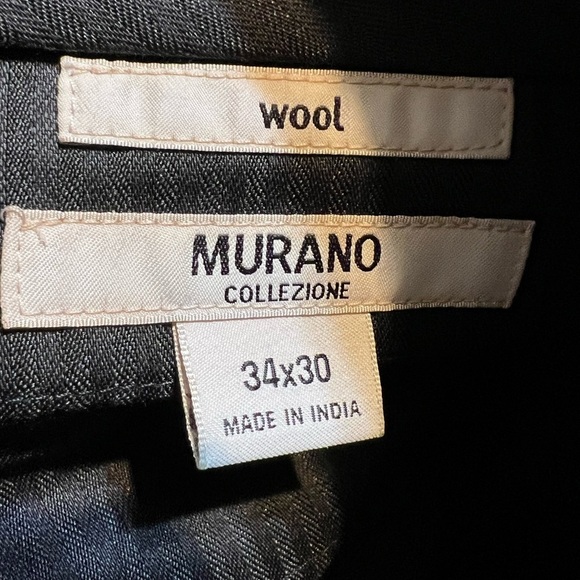 wool
MURANO
COLLEZIONE
34x30
MADE IN INDIA